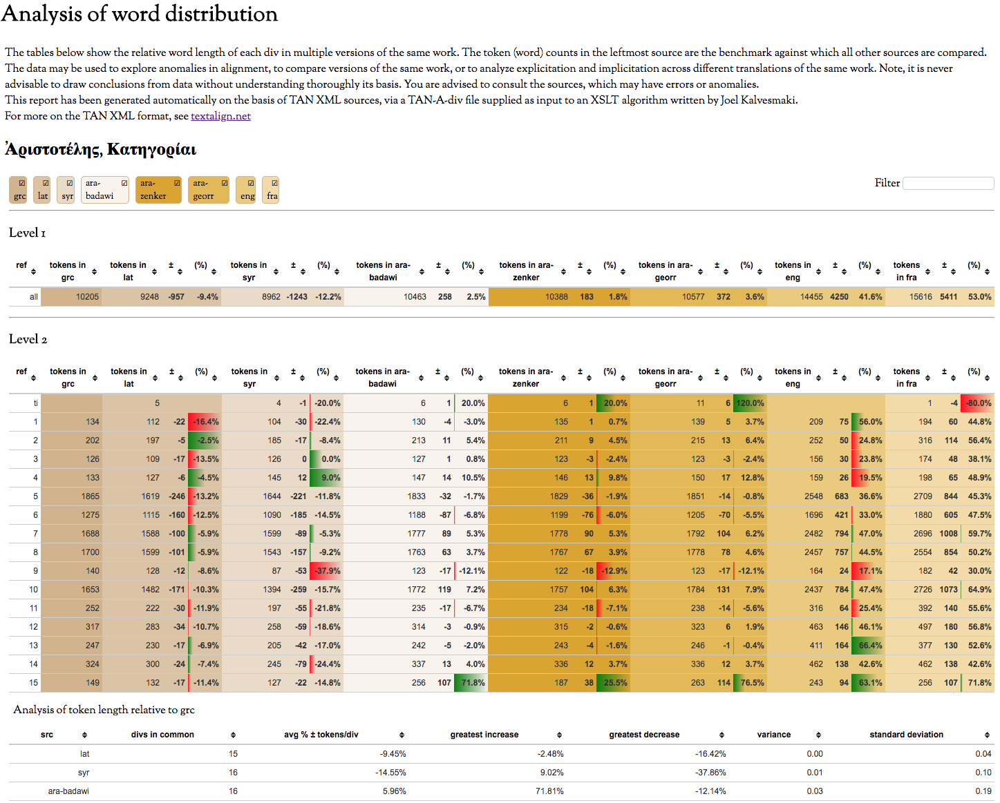 Analysis of word distribution
The tables below show the relative word length of each div in multiple versions of the same work. The token (word) counts in the leftmost source are the benchmark against which all other sources are compared.
The data may be used to explore anomalies in alignment, to compare versions of the same work, or to analyze explicitation and implicitation across different translations of the same work. Note, it is never
advisable to draw conclusions from data without understanding thoroughly its basis. You are advised to consult the sources, which may have errors or anomalies.
This report has been generated automatically on the basis of TAN XML sources, via a TAN-A-div file supplied as input to an XSLT algorithm written by Joel Kalvesmaki.
For more on the TAN XML format, see textalign.net
Ἀριστοτέλης, Κατηγορίαι
☑ ☑ ☑ ara- ☑ ara- ☑ ara- ☑ ☑ ☑ Filter
grc lat syr badawi zenker georr eng fra
Level 1
ref tokens in grc tokens in lat ± (%) tokens in syr ± (%) tokens in ara-badawi ± (%) tokens in ara-zenker ± (%) tokens in ara-georr ± (%) tokens in eng ± (%) tokens in fra ± (%)
all 10205 9248 -957 -9.4% 8962 -1243 -12.2% 10463 258 2.5% 10388 183 1.8% 10577 372 3.6% 14455 4250 41.6% 15616 5411 53.0%
Level 2
ref tokens in grc tokens in lat ± (%) tokens in syr ± (%) tokens in ara-badawi ± (%) tokens in ara-zenker ± (%) tokens in ara-georr ± (%) tokens in eng ± (%) tokens in fra ± (%)
ti 5 4 -1 -20.0% 6 1 20.0% 6 1 20.0% 11 6 120.0% 1 -4 -80.0%
1 134 112 -22 -16.4% 104 -30 -22.4% 130 -4 -3.0% 135 1 0.7% 139 5 3.7% 209 75 56.0% 194 60 44.8%
2 202 197 -5 -2.5% 185 -17 -8.4% 213 11 5.4% 211 9 4.5% 215 13 6.4% 252 50 24.8% 316 114 56.4%
3 126 109 -17 -13.5% 126 0 0.0% 127 1 0.8% 123 -3 -2.4% 123 -3 -2.4% 156 30 23.8% 174 48 38.1%
4 133 127 -6 -4.5% 145 12 9.0% 147 14 10.5% 146 13 9.8% 150 17 12.8% 159 26 19.5% 198 65 48.9%
5 1865 1619 -246 -13.2% 1644 -221 -11.8% 1833 -32 -1.7% 1829 -36 -1.9% 1851 -14 -0.8% 2548 683 36.6% 2709 844 45.3%
6 1275 1115 -160 -12.5% 1090 -185 -14.5% 1188 -87 -6.8% 1199 -76 -6.0% 1205 -70 -5.5% 1696 421 33.0% 1880 605 47.5%
7 1688 1588 -100 -5.9% 1599 -89 -5.3% 1777 89 5.3% 1778 90 5.3% 1792 104 6.2% 2482 794 47.0% 2696 1008 59.7%
8 1700 1599 -101 -5.9% 1543 -157 -9.2% 1763 63 3.7% 1767 67 3.9% 1778 78 4.6% 2457 757 44.5% 2554 854 50.2%
9 140 128 -12 -8.6% 87 -53 -37.9% 123 -17 -12.1% 122 -18 -12.9% 123 -17 -12.1% 164 24 17.1% 182 42 30.0%
10 1653 1482 -171 -10.3% 1394 -259 -15.7% 1772 119 7.2% 1757 104 6.3% 1784 131 7.9% 2437 784 47.4% 2726 1073 64.9%
11 252 222 -30 -11.9% 197 -55 -21.8% 235 -17 -6.7% 234 -18 -7.1% 238 -14 -5.6% 316 64 25.4% 392 140 55.6%
12 317 283 -34 -10.7% 258 -59 -18.6% 314 -3 -0.9% 315 -2 -0.6% 323 6 1.9% 463 146 46.1% 497 180 56.8%
13 247 230 -17 -6.9% 205 -42 -17.0% 242 -5 -2.0% 243 -4 -1.6% 246 -1 -0.4% 411 164 66.4% 377 130 52.6%
14 324 300 -24 -7.4% 245 -79 -24.4% 337 13 4.0% 336 12 3.7% 336 12 3.7% 462 138 42.6% 462 138 42.6%
15 149 132 -17 -11.4% 127 -22 -14.8% 256 107 71.8% 187 38 25.5% 263 114 76.5% 243 94 63.1% 256 107 71.8%
Analysis of token length relative to grc
src divs in common avg % ± tokens/div greatest increase greatest decrease variance standard deviation
lat 15 -9.45% -2.48% -16.42% 0.00 0.04
syr 16 -14.55% 9.02% -37.86% 0.01 0.10
ara-badawi 16 5.96% 71.81% -12.14% 0.03 0.19